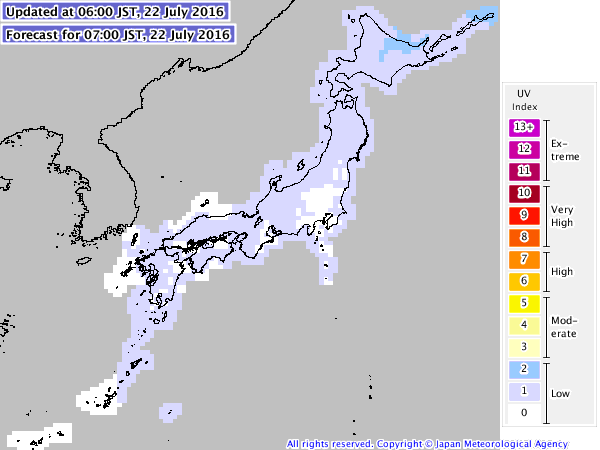 Updated at 06:00 JST, 22 July 2016
Forecast for 07:00 JST, 22 July 2016
UV
Index
13+
12
11
Ex-
treme
10
9
8
Very
High
7
6
High
5
4
3
Mod-
erate
2
1
0
Low
All rights reserved. Copyright © Japan Meteorological Agency